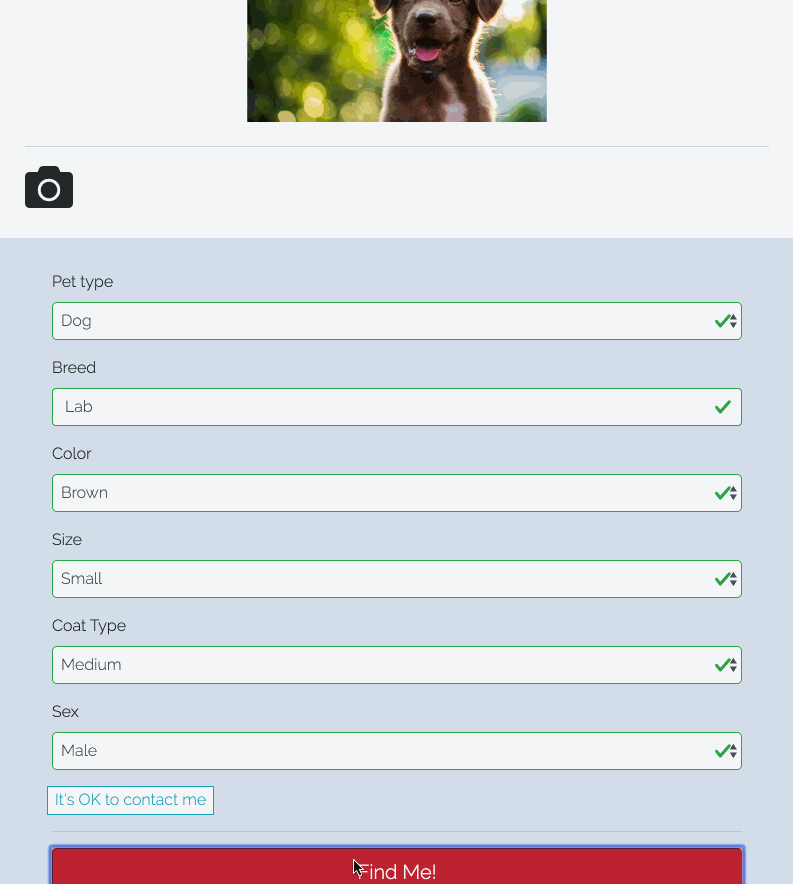 Pet type
Dog
Breed
Lab
Color
Brown
Size
Small
Coat Type
Medium
Sex
Male
It's OK to contact me
Find Me!